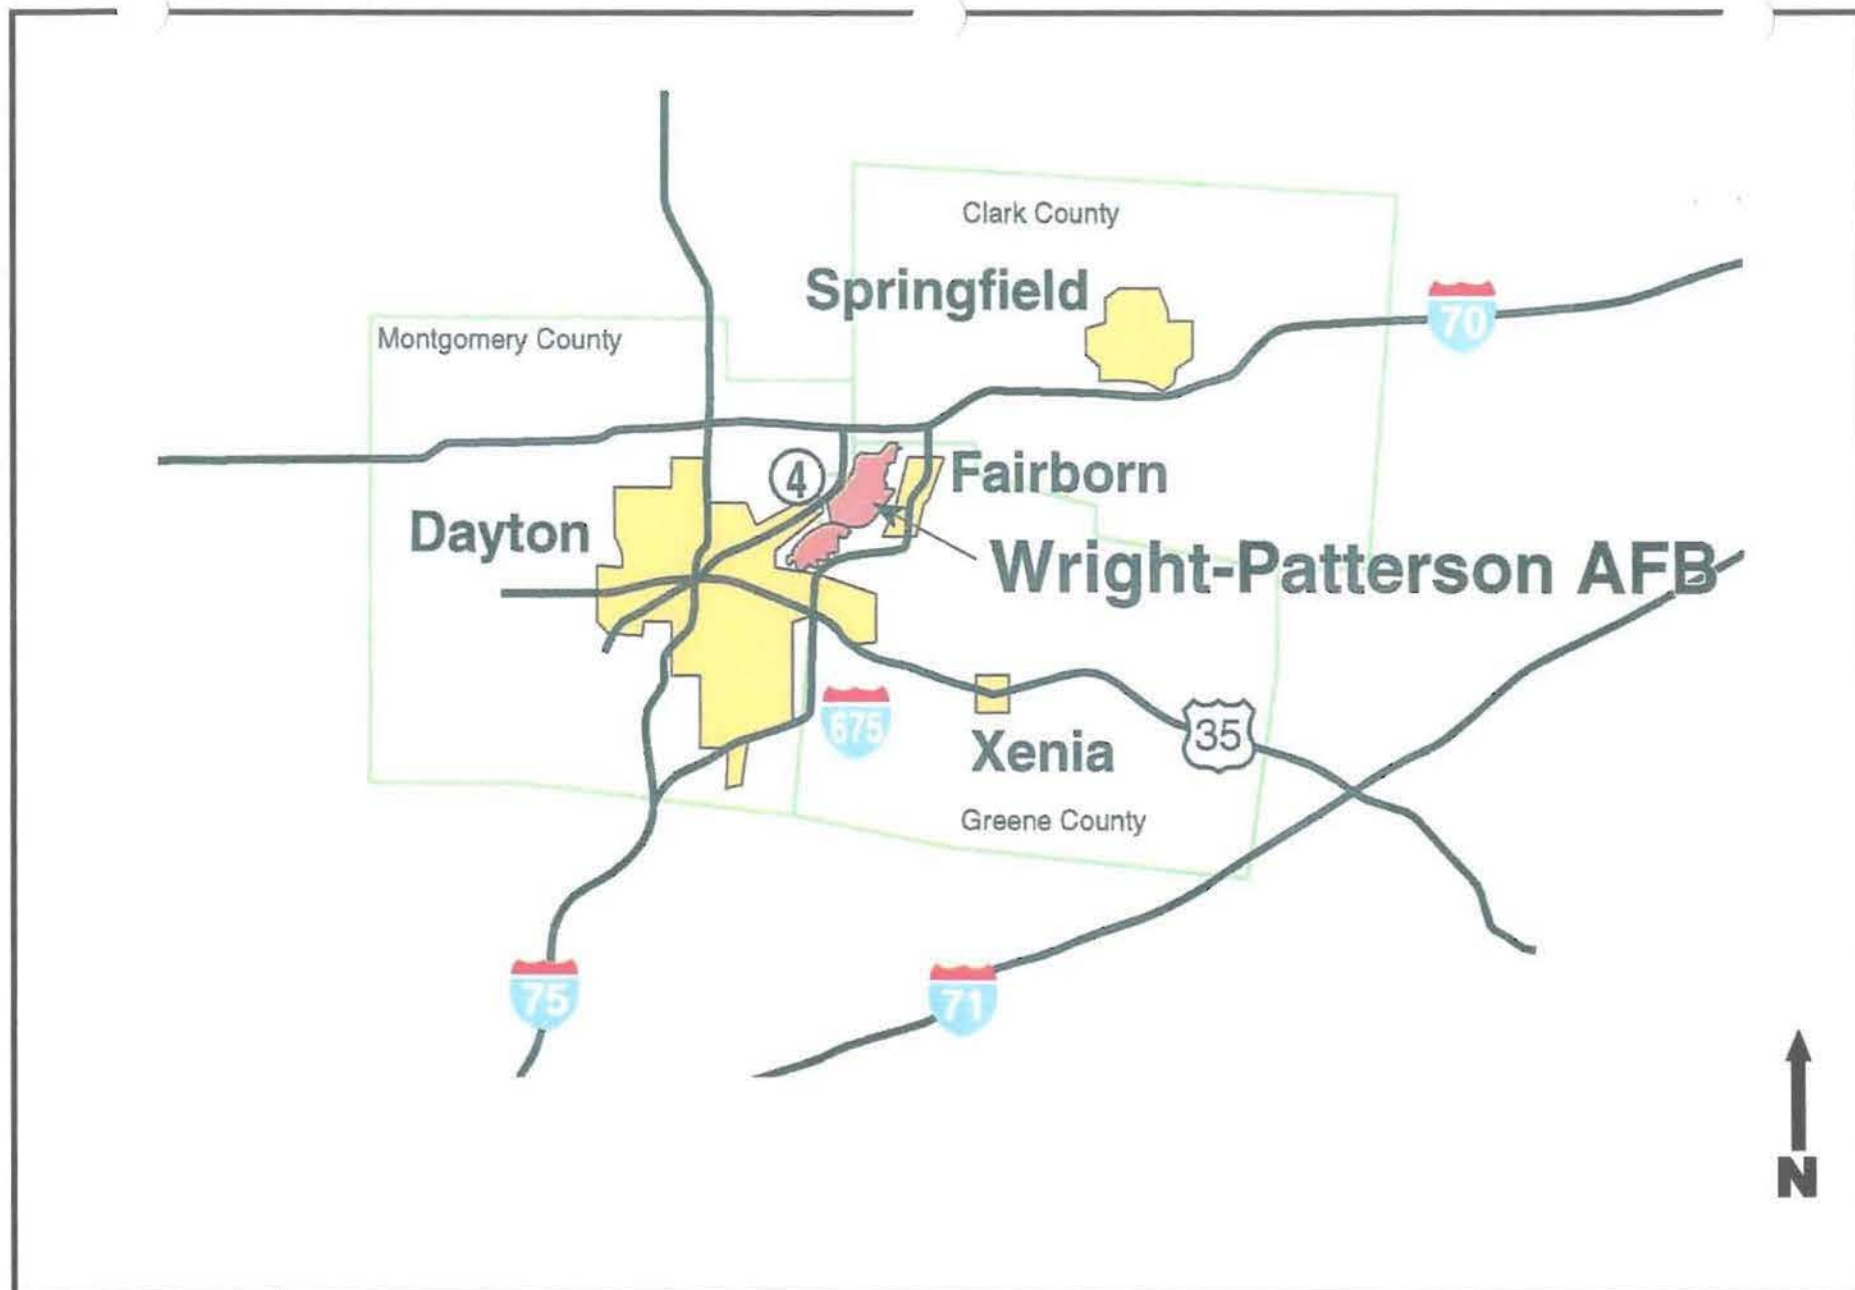 Clark County
Springfield
70
Montgomery County
4
Fairborn
Dayton
Wright-Patterson AFB
675
35
Xenia
Greene County
75
71
N